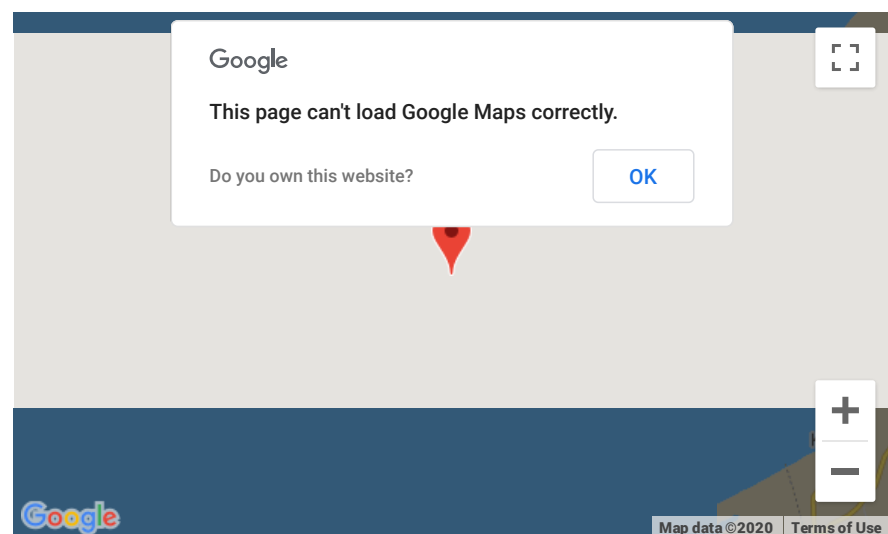 Google
This page can't load Google Maps correctly.
Do you own this website?
OK
Google
Map data ©2020
Terms of Use